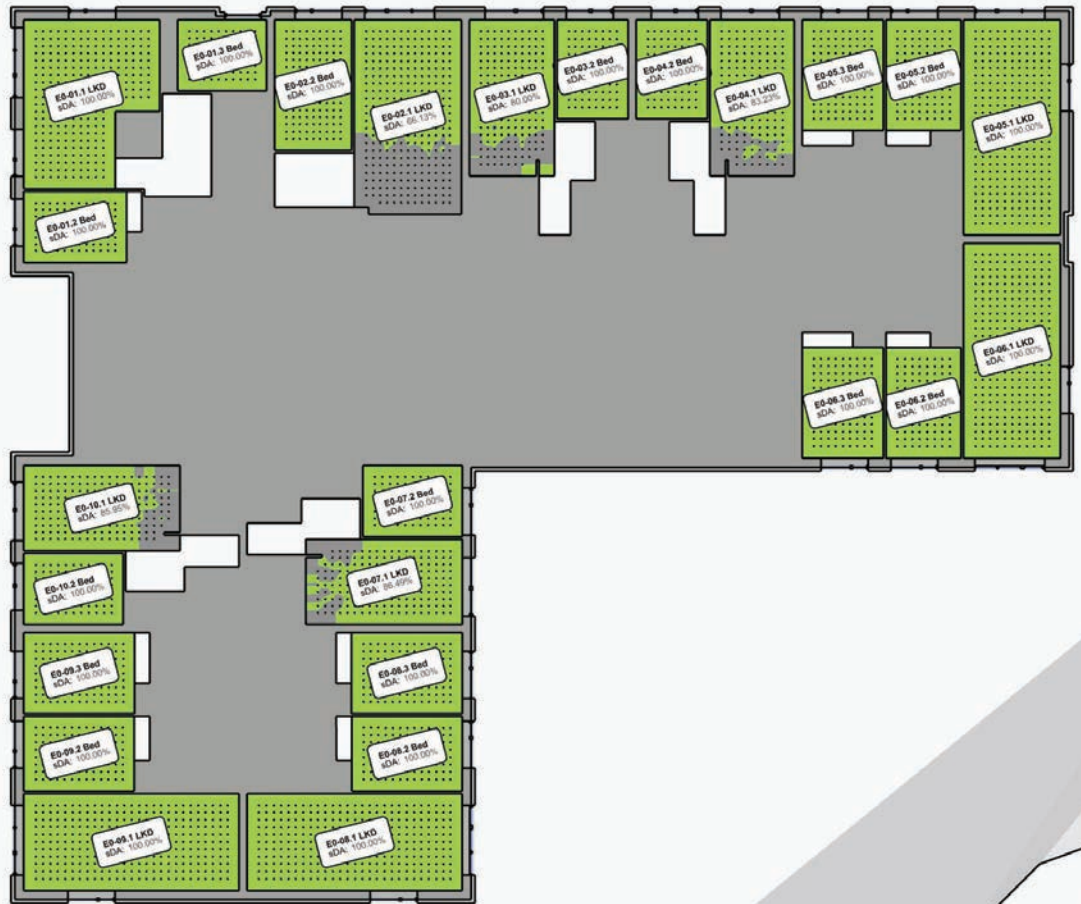 E0-01.1 LKD
sDA: 100.00%
E0-01.3 Bed
sDA: 100.00%
E0-02.2 Bed
sDA: 100.00%
E0-02.1 LKD
sDA: 66.13%
E0-03.1 LKD
sDA: 80.00%
E0-03.2 Bed
sDA: 100.00%
E0-04.2 Bed
sDA: 100.00%
E0-04.1 LKD
sDA: 83.23%
E0-05.3 Bed
sDA: 100.00%
E0-05.2 Bed
sDA: 100.00%
E0-05.1 LKD
sDA: 100.00%
E0-01.2 Bed
sDA: 100.00%
E0-06.1 LKD
sDA: 100.00%
E0-06.3 Bed
sDA: 100.00%
E0-06.2 Bed
sDA: 100.00%
E0-10.1 LKD
sDA: 85.95%
E0-07.2 Bed
sDA: 100.00%
E0-10.2 Bed
sDA: 100.00%
E0-07.1 LKD
sDA: 86.49%
E0-09.3 Bed
sDA: 100.00%
E0-08.3 Bed
sDA: 100.00%
E0-09.2 Bed
sDA: 100.00%
E0-08.2 Bed
sDA: 100.00%
E0-09.1 LKD
sDA: 100.00%
E0-08.1 LKD
sDA: 100.00%